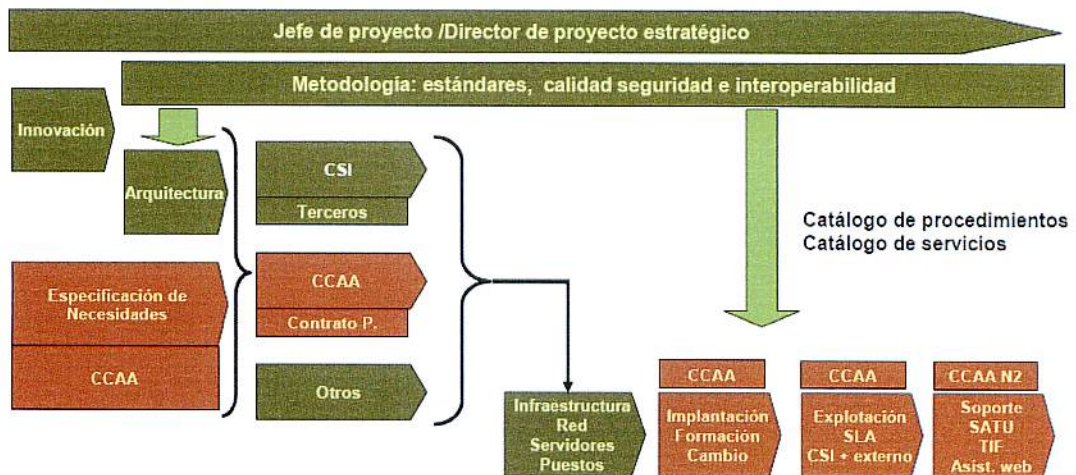 Jefe de proyecto /Director de proyecto estratégico
Metodología: estándares, calidad seguridad e interoperabilidad
Innovación
Arquitectura
CSI
Terceros
Catálogo de procedimientos
Catálogo de servicios
Especificación de
Necesidades
CCAA
CCAA
Contrato P.
Otros
Infraestructura
Red
Servidores
Puestos
CCAA
Implantación
Formación
Cambio
CCAA
Explotación
SLA
CSI + externo
CCAA N2
Soporte
SATU
TIF
Asist. web